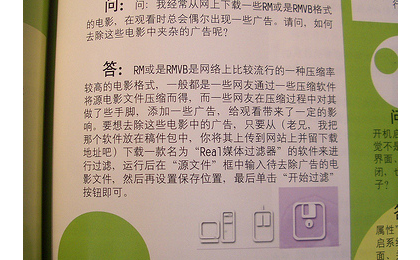 问：问：我经常从网上下载一些RM或是RMVB格式
的电影，在观看时总会偶尔出现一些广告。请问，如何
去除这些电影中夹杂的广告呢？
答：RM或是RMVB是网络上比较流行的一种压缩率
较高的电影格式，一般都是一些网友通过一些压缩软件
将源电影文件压缩而得，而一些网友在压缩过程中对其
做了些手脚，添加一些广告，给观看带来了一定的影
响。要想去除这些电影中的广告，只要从（老兄，我把
那个软件放在稿件包中，你将其上传到网站上并留下载
地址吧）下载一款名为“Real媒体过滤器”的软件来进
行过滤，运行后在“源文件”框中输入待去除广告的电
影文件，然后再设置保存位置，最后单击“开始过滤”
按钮即可。
问
开机后
觉不是
界面，
闭，也
子？
答
属性”
启系统
面，关